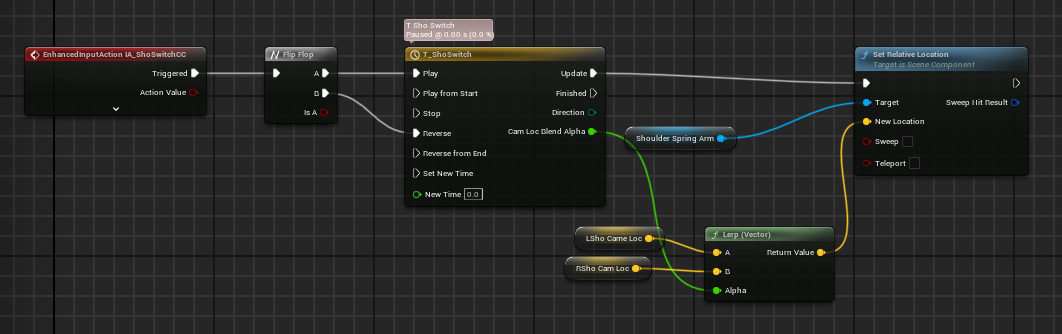 T Sho Switch
Paused @ 0.00 s (0.0 %)
EnhancedInputAction IA_ShoSwitchCC
Triggered
Action Value
Flip Flop
A
B
Is A
T_ShoSwitch
Play
Update
Play from Start
Finished
Stop
Direction
Reverse
Cam Loc Blend Alpha
Reverse from End
Set New Time
New Time 0.0
Shoulder Spring Arm
Set Relative Location
Target is Scene Component
Target
Sweep Hit Result
New Location
Sweep
Teleport
LSho Came Loc
RSho Cam Loc
Lerp (Vector)
A
Return Value
B
Alpha